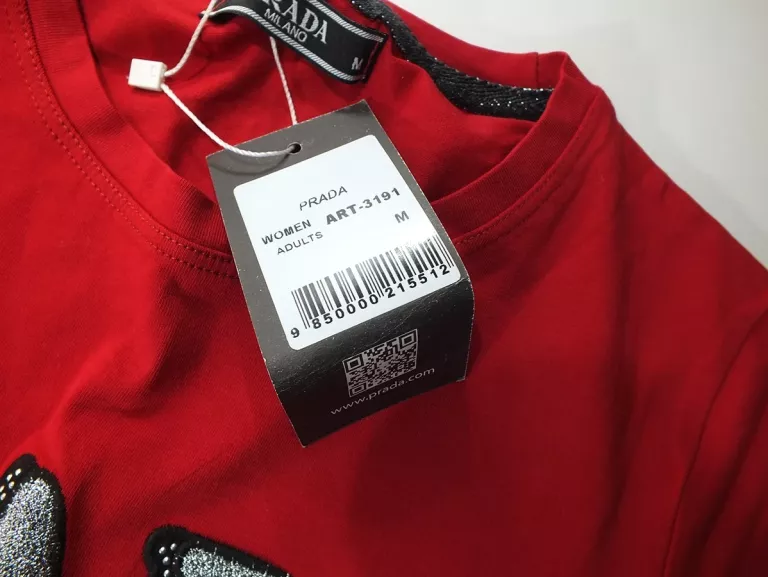 PRADA
MILANO
M
PRADA
WOMEN ART-3191
ADULTS M
9 850000 215512
www.prada.com